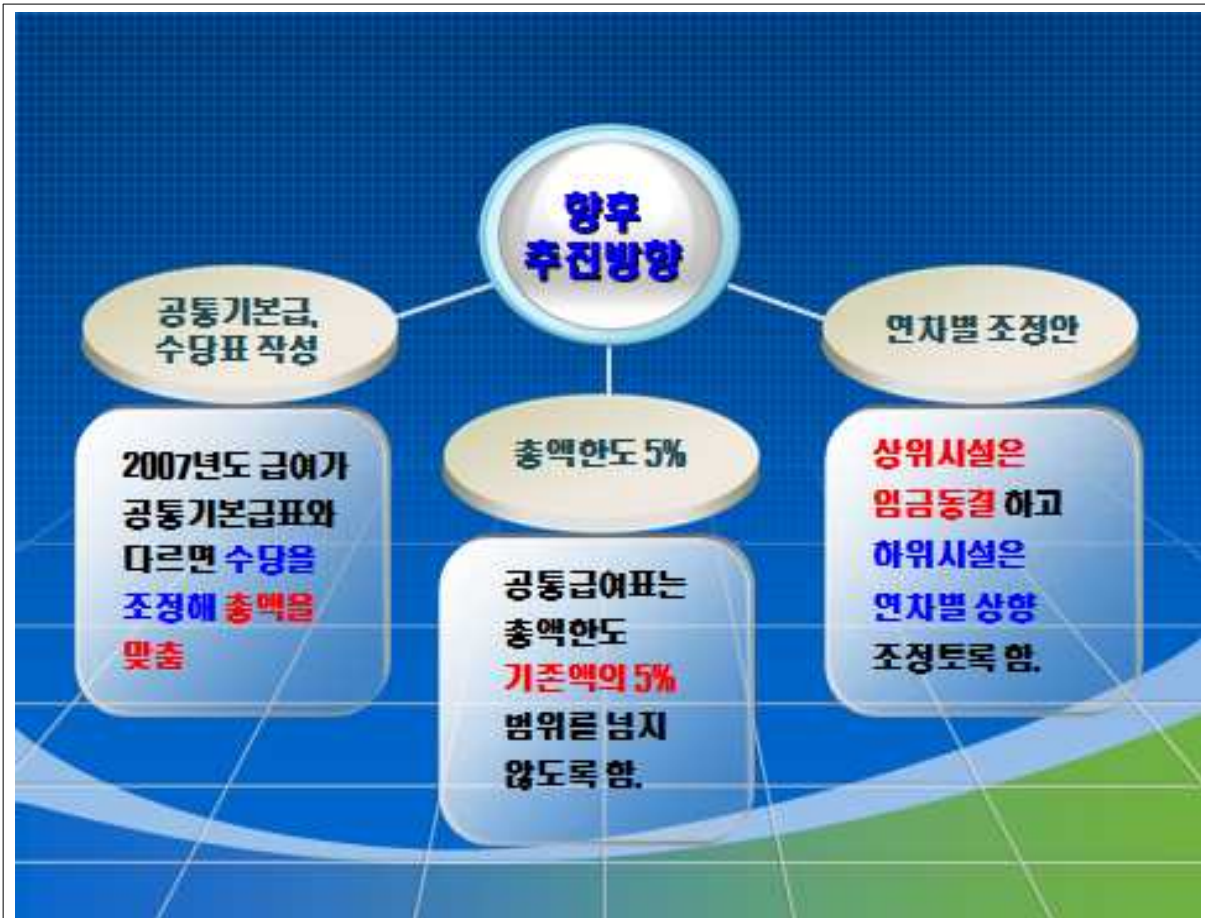 향후
추진방향
공통기본급,
수당표 작성
2007년도 급여가
공통기본급표와
다르면 수당을
조정해 총액을
맞춤
총액한도 5%
공통급여표는
총액한도
기존액의 5%
범위를 넘지
않도록 함.
연차별 조정안
상위시설은
임금동결 하고
하위시설은
연차별 상향
조정토록 함.